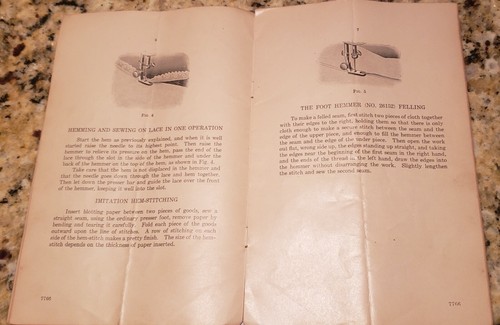 FIG. 4
HEMMING AND SEWING ON LACE IN ONE OPERATION
Start the hem as previously explained, and when it is well
started raise the needle to its highest point. Then raise the
hemmer to relieve its pressure on the hem, pass the end of the
lace through the slot in the side of the hemmer and under the
back of the hemmer on the top of the hem, as shown in Fig. 4.
Take care that the hem is not displaced in the hemmer and
that the needle goes down through the lace and hem together.
Then let down the presser bar and guide the lace over the front
of the hemmer, keeping it well into the slot.
IMITATION HEM-STITCHING
Insert blotting paper between two pieces of goods, sew a
straight seam, using the ordinary presser foot, remove paper by
bending and tearing it carefully. Fold each piece of the goods
outward upon the line of stitches. A row of stitching on each
side of the hem-stitch makes a pretty finish. The size of the hem-
stitch depends on the thickness of paper inserted.
FIG. 5
THE FOOT HEMMER (NO. 26152) FELLING
To make a felled seam, first stitch two pieces of cloth together
with their edges to the right, holding them so that there is only
cloth enough to make a secure stitch between the seam and the
edge of the upper piece, and enough to fill the hemmer between
the seam and the edge of the under piece. Then open the work
out flat, wrong side up, the edges standing up straight, and taking
the edges near the beginning of the first seam in the right hand,
and the ends of the thread in the left hand, draw the edges into
the hemmer without disarranging the work. Slightly lengthen
the stitch and sew the second seam.